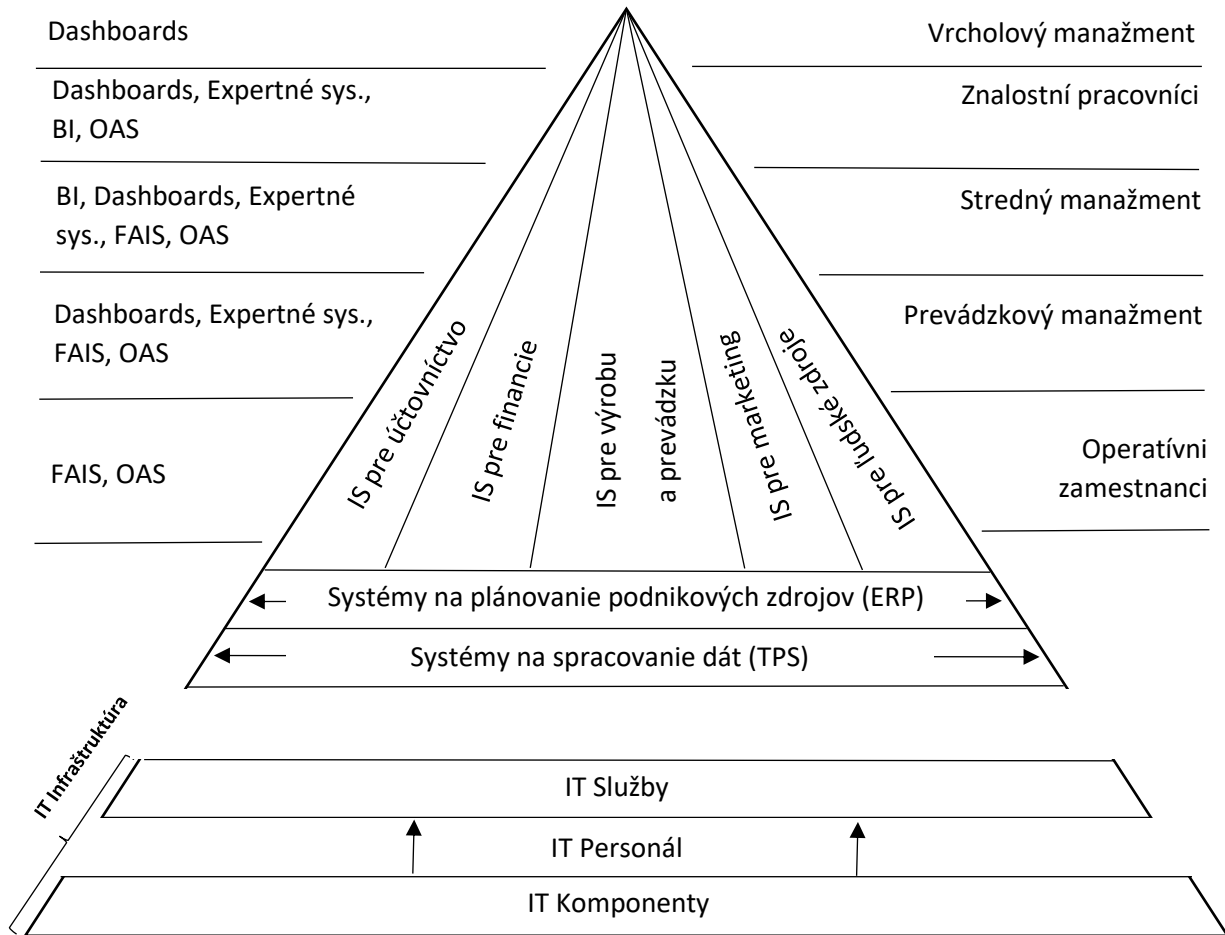 Dashboards
Vrcholový manažment
Dashboards, Expertné sys.,
BI, OAS
Znalostní pracovníci
BI, Dashboards, Expertné
sys., FAIS, OAS
Stredný manažment
Dashboards, Expertné sys.,
FAIS, OAS
Prevádzkový manažment
FAIS, OAS
Operatívni
zamestnanci
IS pre účtovníctvo
IS pre financie
IS pre výrobu
a prevádzku
IS pre marketing
IS pre ľudské zdroje
Systémy na plánovanie podnikových zdrojov (ERP)
Systémy na spracovanie dát (TPS)
IT Infraštruktúra
IT Služby
IT Personál
IT Komponenty